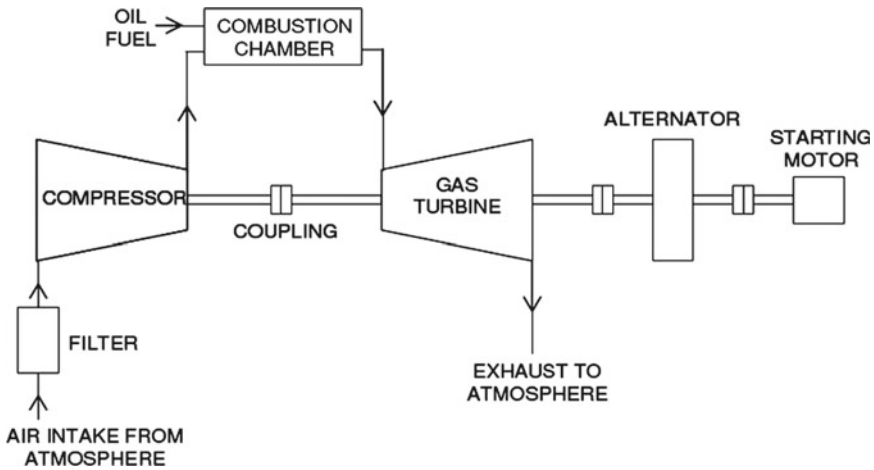 OIL
FUEL
COMBUSTION
CHAMBER
ALTERNATOR
STARTING
MOTOR
COMPRESSOR
GAS
TURBINE
COUPLING
FILTER
EXHAUST TO
ATMOSPHERE
AIR INTAKE FROM
ATMOSPHERE